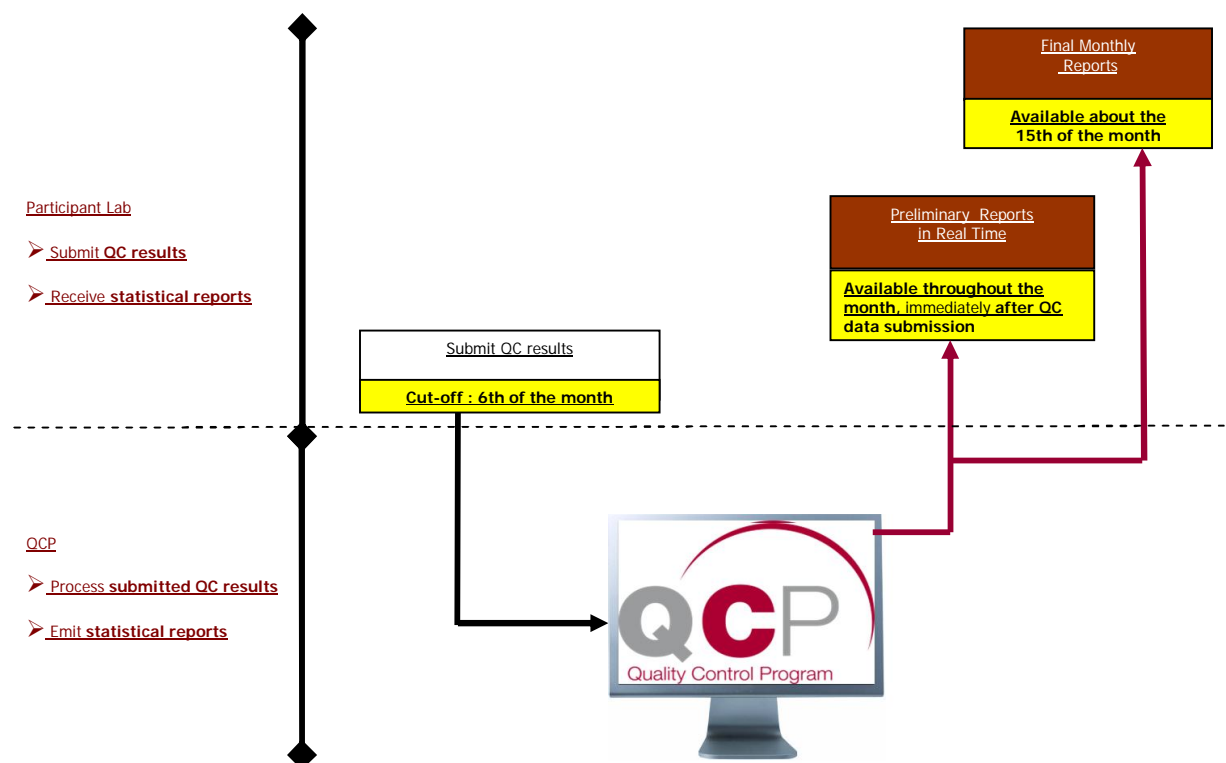 Final Monthly
Reports
Available about the
15th of the month
Participant Lab
➢ Submit QC results
➢ Receive statistical reports
Preliminary Reports
in Real Time
Available throughout the
month, immediately after QC
data submission
Submit QC results
Cut-off : 6th of the month
QCP
➢ Process submitted QC results
➢ Emit statistical reports
QCP
Quality Control Program